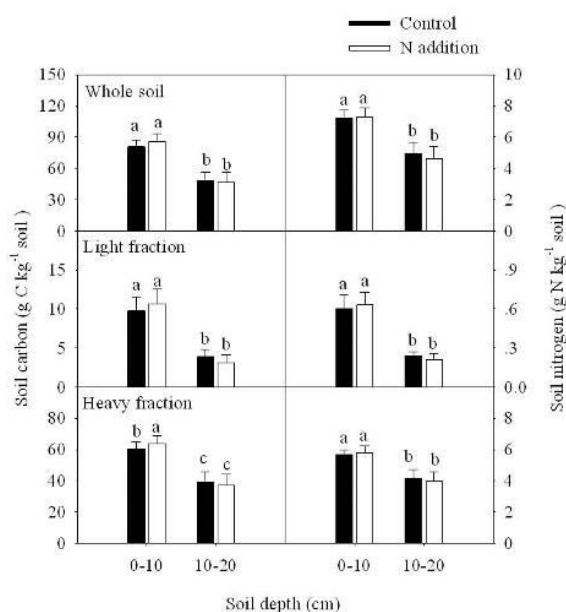 Control
N addition
150
120
90
60
30
0
Whole soil
a a
b b
a a
b b
10
8
6
4
2
0
15
10
5
0
Light fraction
a a
b b
a a
b b
.9
.6
.3
0.0
80
60
40
20
0
Heavy fraction
b a
c c
a a
b b
8
6
4
2
0
Soil carbon (g C kg⁻¹ soil )
Soil nitrogen (g N kg⁻¹ soil )
0-10 10-20 0-10 10-20
Soil depth (cm)